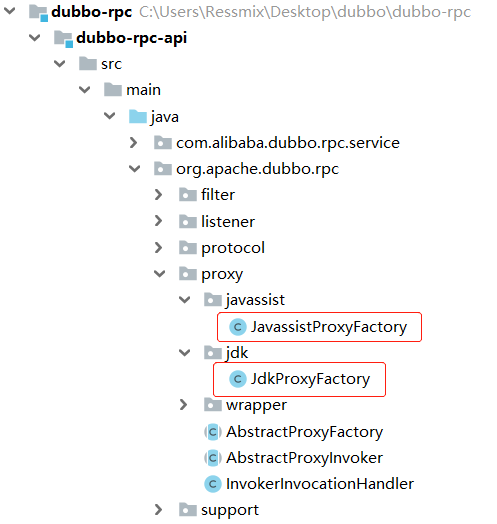 dubbo-rpc C:\Users\Ressmix\Desktop\dubbo\dubbo-rpc
dubbo-rpc-api
src
main
java
com.alibaba.dubbo.rpc.service
org.apache.dubbo.rpc
filter
listener
protocol
proxy
javassist
JavassistProxyFactory
jdk
JdkProxyFactory
wrapper
AbstractProxyFactory
AbstractProxyInvoker
InvokerInvocationHandler
support